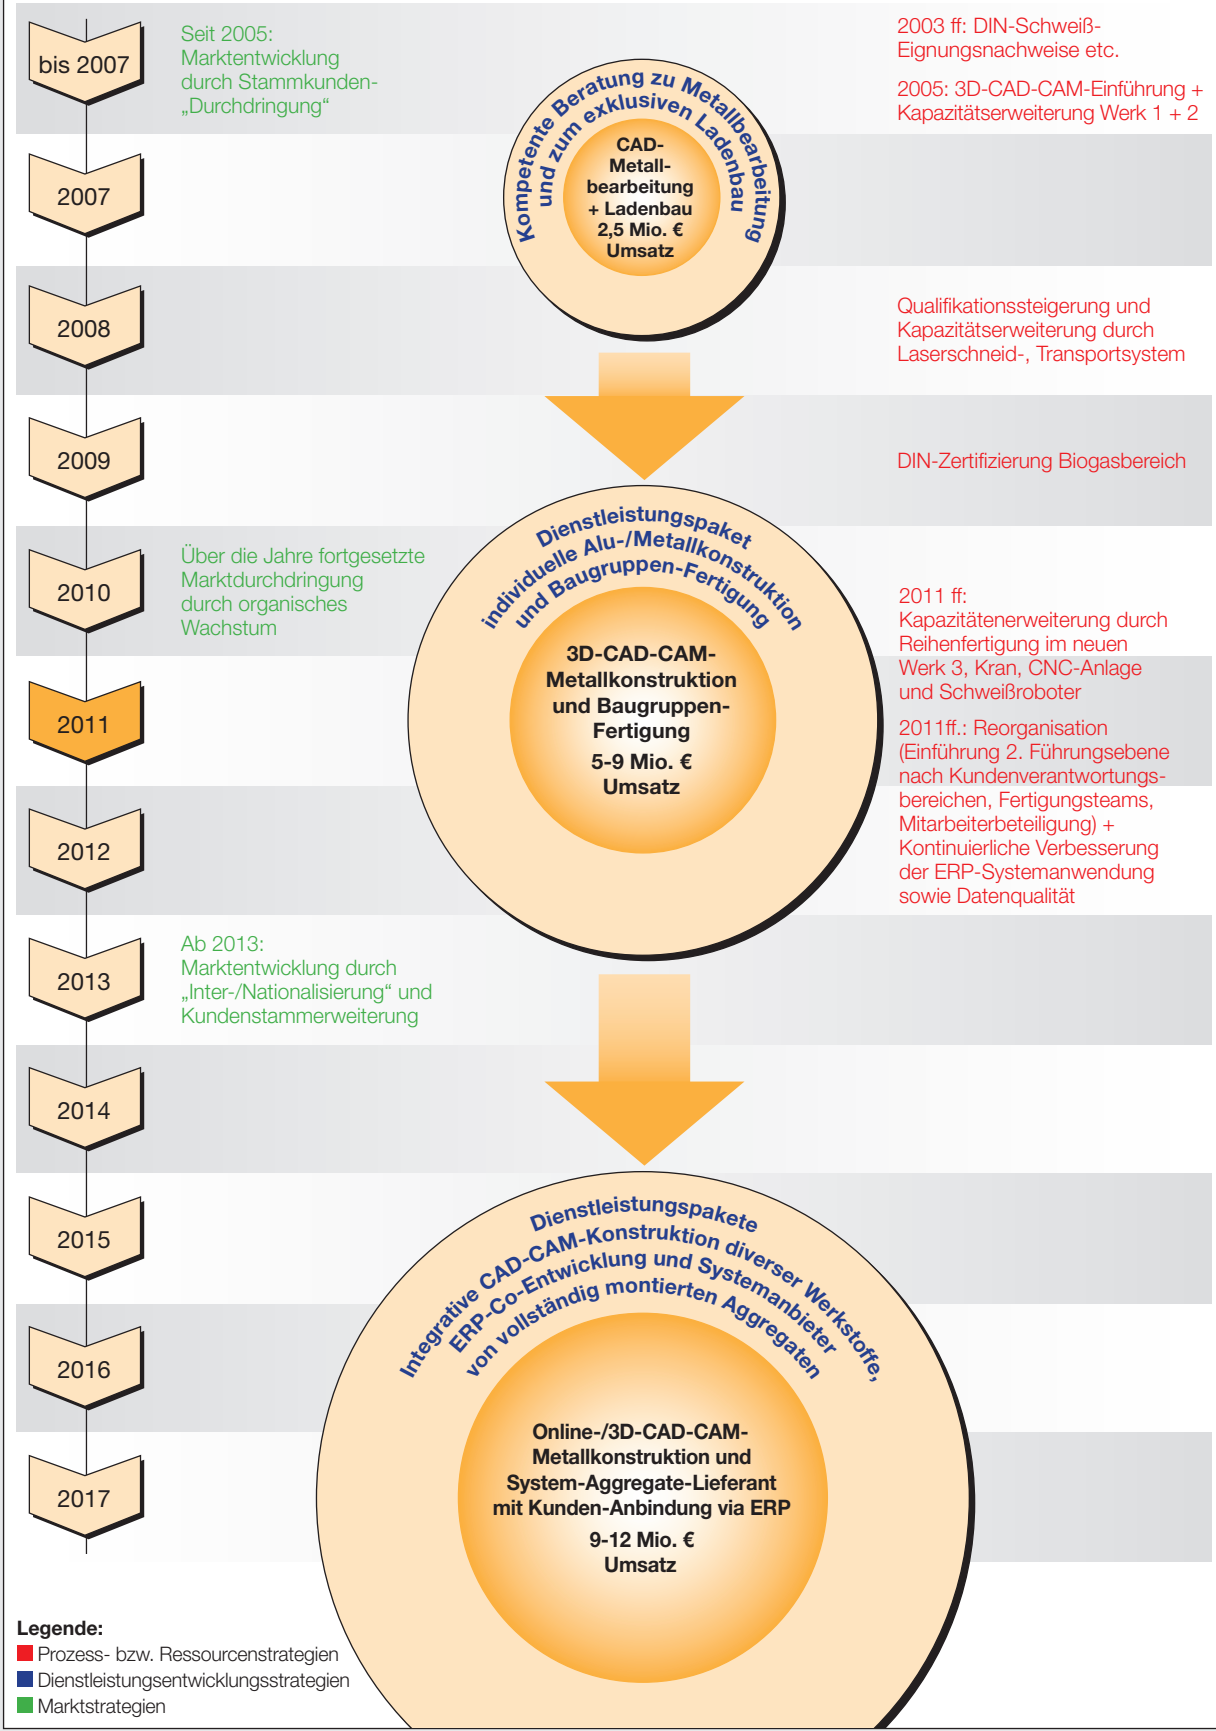 bis 2007
2007
2008
2009
2010
2011
2012
2013
2014
2015
2016
2017
Seit 2005:
Marktentwicklung
durch Stammkunden-
„Durchdringung“
Über die Jahre fortgesetzte
Marktdurchdringung
durch organisches
Wachstum
Ab 2013:
Marktentwicklung durch
„Inter-/Nationalisierung“ und
Kundenstammerweiterung
Kompetente Beratung zu Metallbearbeitung
und zum exklusiven Ladenbau
CAD-
Metall-
bearbeitung
+ Ladenbau
2,5 Mio. €
Umsatz
Dienstleistungspaket
individuelle Alu-/Metallkonstruktion
und Baugruppen-Fertigung
3D-CAD-CAM-
Metallkonstruktion
und Baugruppen-
Fertigung
5-9 Mio. €
Umsatz
Dienstleistungspakete
Integrative CAD-CAM-Konstruktion diverser Werkstoffe,
ERP-Co-Entwicklung und Systemanbieter
von vollständig montierten Aggregaten
Online-/3D-CAD-CAM-
Metallkonstruktion und
System-Aggregate-Lieferant
mit Kunden-Anbindung via ERP
9-12 Mio. €
Umsatz
2003 ff: DIN-Schweiß-
Eignungsnachweise etc.
2005: 3D-CAD-CAM-Einführung +
Kapazitätserweiterung Werk 1 + 2
Qualifikationssteigerung und
Kapazitätserweiterung durch
Laserschneid-, Transportsystem
DIN-Zertifizierung Biogasbereich
2011 ff:
Kapazitätenerweiterung durch
Reihenfertigung im neuen
Werk 3, Kran, CNC-Anlage
und Schweißroboter
2011ff.: Reorganisation
(Einführung 2. Führungsebene
nach Kundenverantwortungs-
bereichen, Fertigungsteams,
Mitarbeiterbeteiligung) +
Kontinuierliche Verbesserung
der ERP-Systemanwendung
sowie Datenqualität
Legende:
Prozess- bzw. Ressourcenstrategien
Dienstleistungsentwicklungsstrategien
Marktstrategien